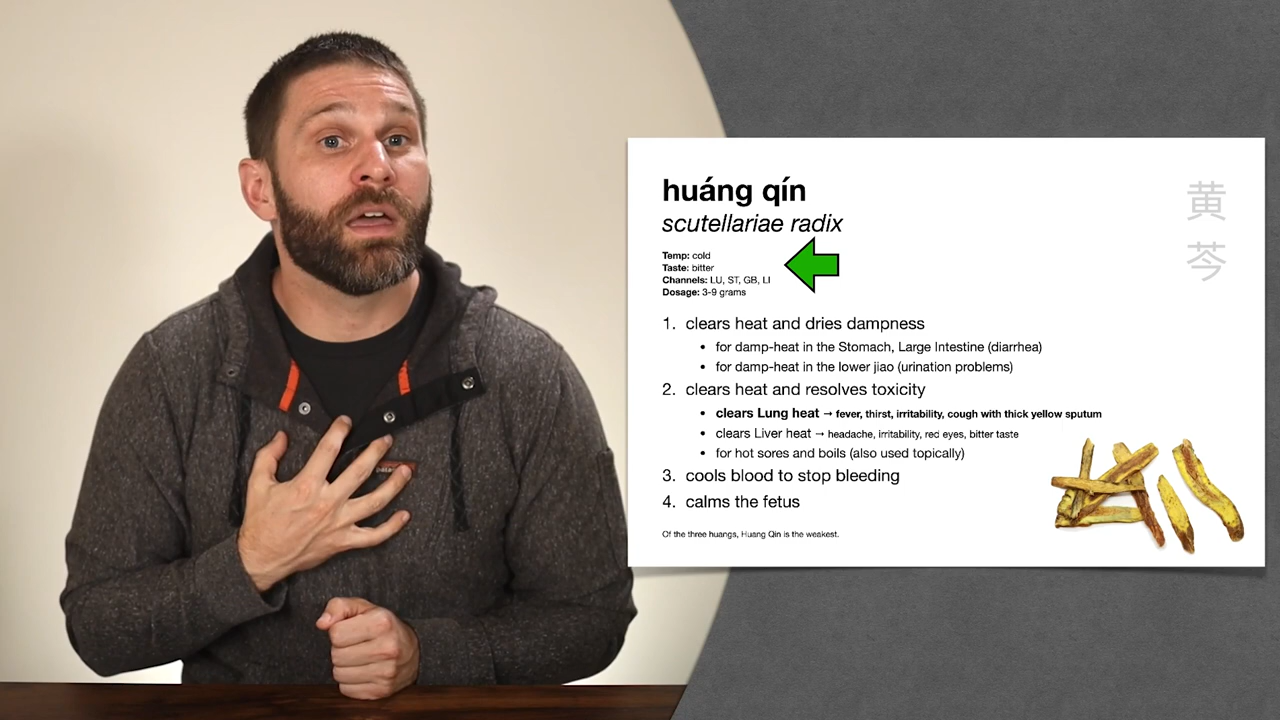 huáng qín
scutellariae radix
黄
芩
Temp: cold
Taste: bitter
Channels: LU, ST, GB, LI
Dosage: 3-9 grams
1. clears heat and dries dampness
• for damp-heat in the Stomach, Large Intestine (diarrhea)
• for damp-heat in the lower jiao (urination problems)
2. clears heat and resolves toxicity
• clears Lung heat → fever, thirst, irritability, cough with thick yellow sputum
• clears Liver heat → headache, irritability, red eyes, bitter taste
• for hot sores and boils (also used topically)
3. cools blood to stop bleeding
4. calms the fetus
Of the three huangs, Huang Qin is the weakest.